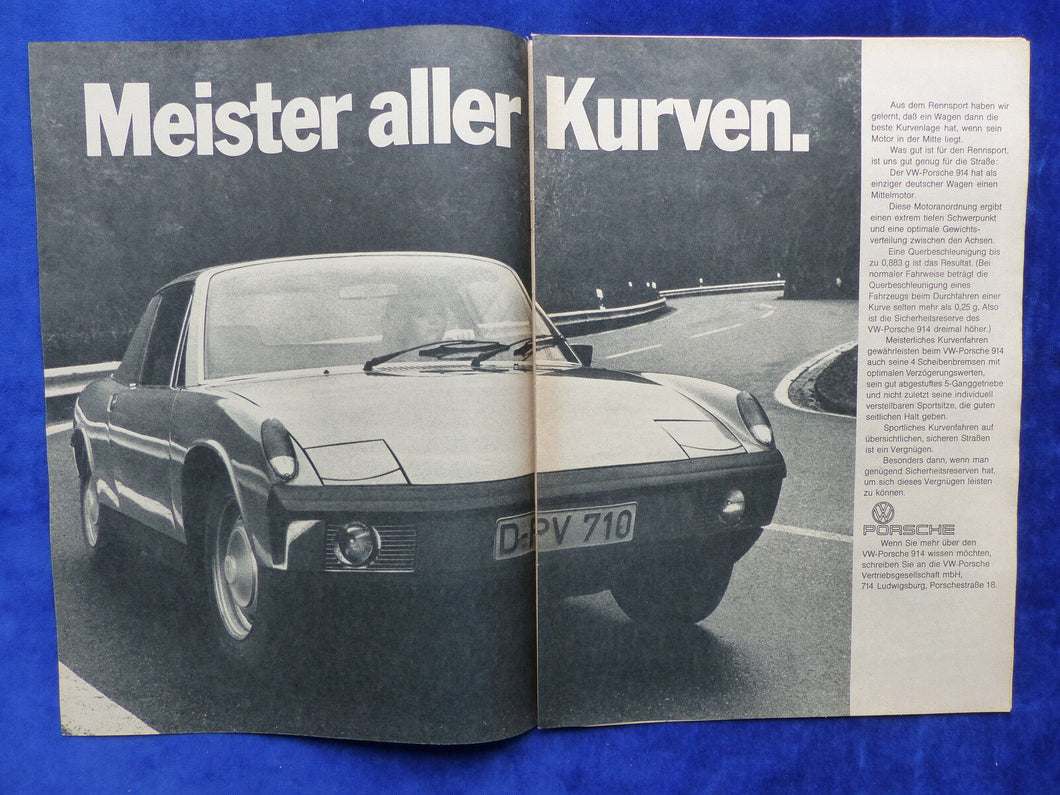 Meister aller Kurven.
Aus dem Rennsport haben wir
gelernt, daß ein Wagen dann die
beste Kurvenlage hat, wenn sein
Motor in der Mitte liegt.
Was gut ist für den Rennsport,
ist uns gut genug für die Straße:
Der VW-Porsche 914 hat als
einziger deutscher Wagen einen
Mittelmotor.
Diese Motoranordnung ergibt
einen extrem tiefen Schwerpunkt
und eine optimale Gewichts-
verteilung zwischen den Achsen.
Eine Querbeschleunigung bis
zu 0,883 g ist das Resultat. (Bei
normaler Fahrweise beträgt die
Querbeschleunigung eines
Fahrzeugs beim Durchfahren einer
Kurve selten mehr als 0,25 g. Also
ist die Sicherheitsreserve des
VW-Porsche 914 dreimal höher.)
Meisterliches Kurvenfahren
gewährleisten beim VW-Porsche 914
auch seine 4 Scheibenbremsen mit
optimalen Verzögerungswerten,
sein gut abgestuftes 5-Ganggetriebe
und nicht zuletzt seine individuell
verstellbaren Sportsitze, die guten
seitlichen Halt geben.
Sportliches Kurvenfahren auf
übersichtlichen, sicheren Straßen
ist ein Vergnügen.
Besonders dann, wenn man
genügend Sicherheitsreserven hat,
um sich dieses Vergnügen leisten
zu können.
VW
PORSCHE
Wenn Sie mehr über den
VW-Porsche 914 wissen möchten,
schreiben Sie an die VW-Porsche
Vertriebsgesellschaft mbH,
714 Ludwigsburg, Porschestraße 18.
D-PV 710